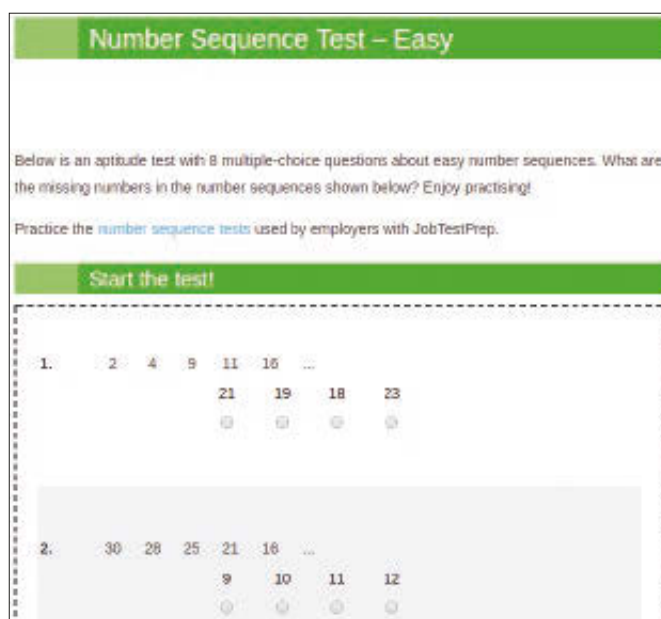 Number Sequence Test – Easy
Below is an aptitude test with 8 multiple-choice questions about easy number sequences. What are
the missing numbers in the number sequences shown below? Enjoy practising!
Practice the number sequence tests used by employers with JobTestPrep.
Start the test!
1. 2 4 9 11 16 ...
21 19 18 23
2. 30 28 25 21 16 ...
9 10 11 12